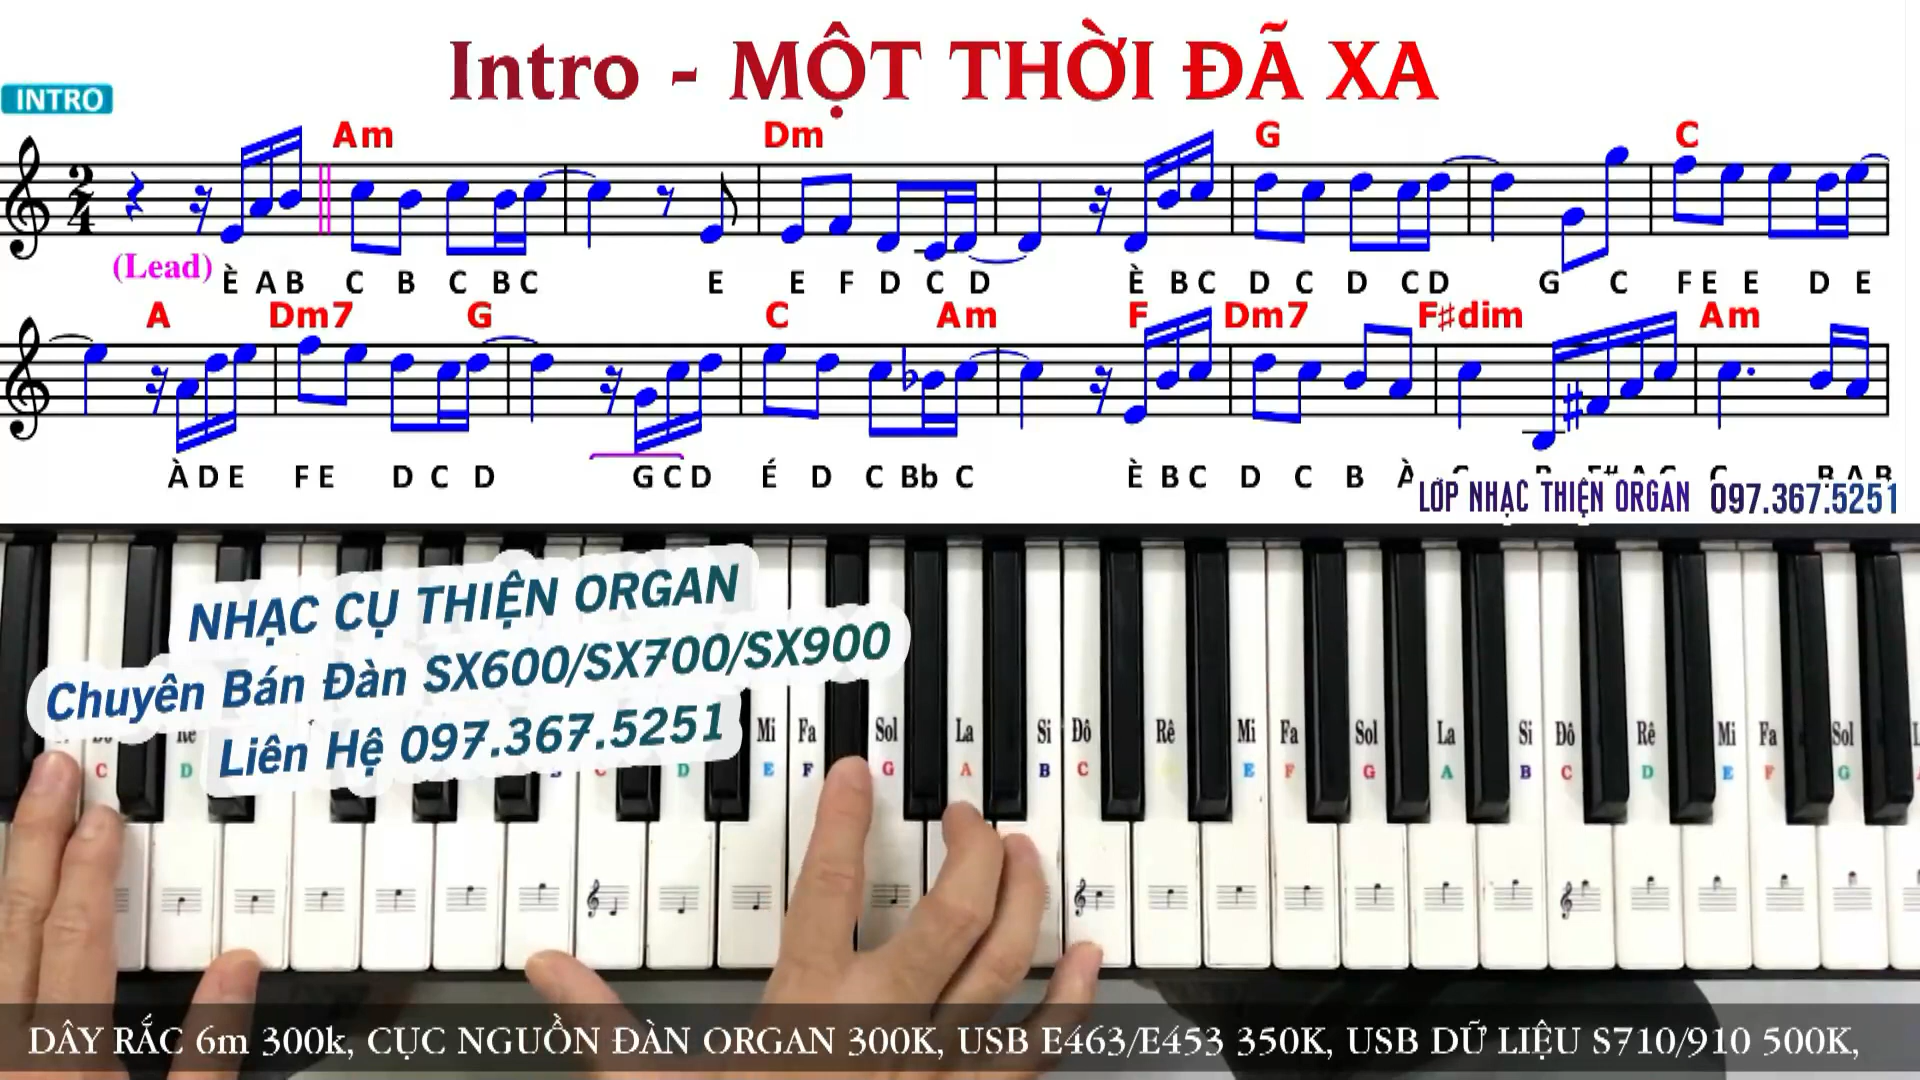 Intro - MỘT THỜI ĐÃ XA
INTRO
Am Dm G C
2
4
(Lead) È A B C B C B C E E F D C D È B C D C D C D G C F E E D E
A Dm7 G C Am F Dm7 F♯dim Am
À D E F E D C D G C D É D C Bb C È B C D C B À
LỚP NHẠC THIỆN ORGAN 097.367.5251
NHẠC CỤ THIỆN ORGAN
Chuyên Bán Đàn SX600/SX700/SX900
Liên Hệ 097.367.5251
Mi Fa Sol La Si Đô Rê Mi Fa Sol La Si Đô Rê Mi Fa Sol
C D D E F G A B C E F G A B C D E F G
DÂY RẮC 6m 300k, CỤC NGUỒN ĐÀN ORGAN 300K, USB E463/E453 350K, USB DỮ LIỆU S710/910 500K,